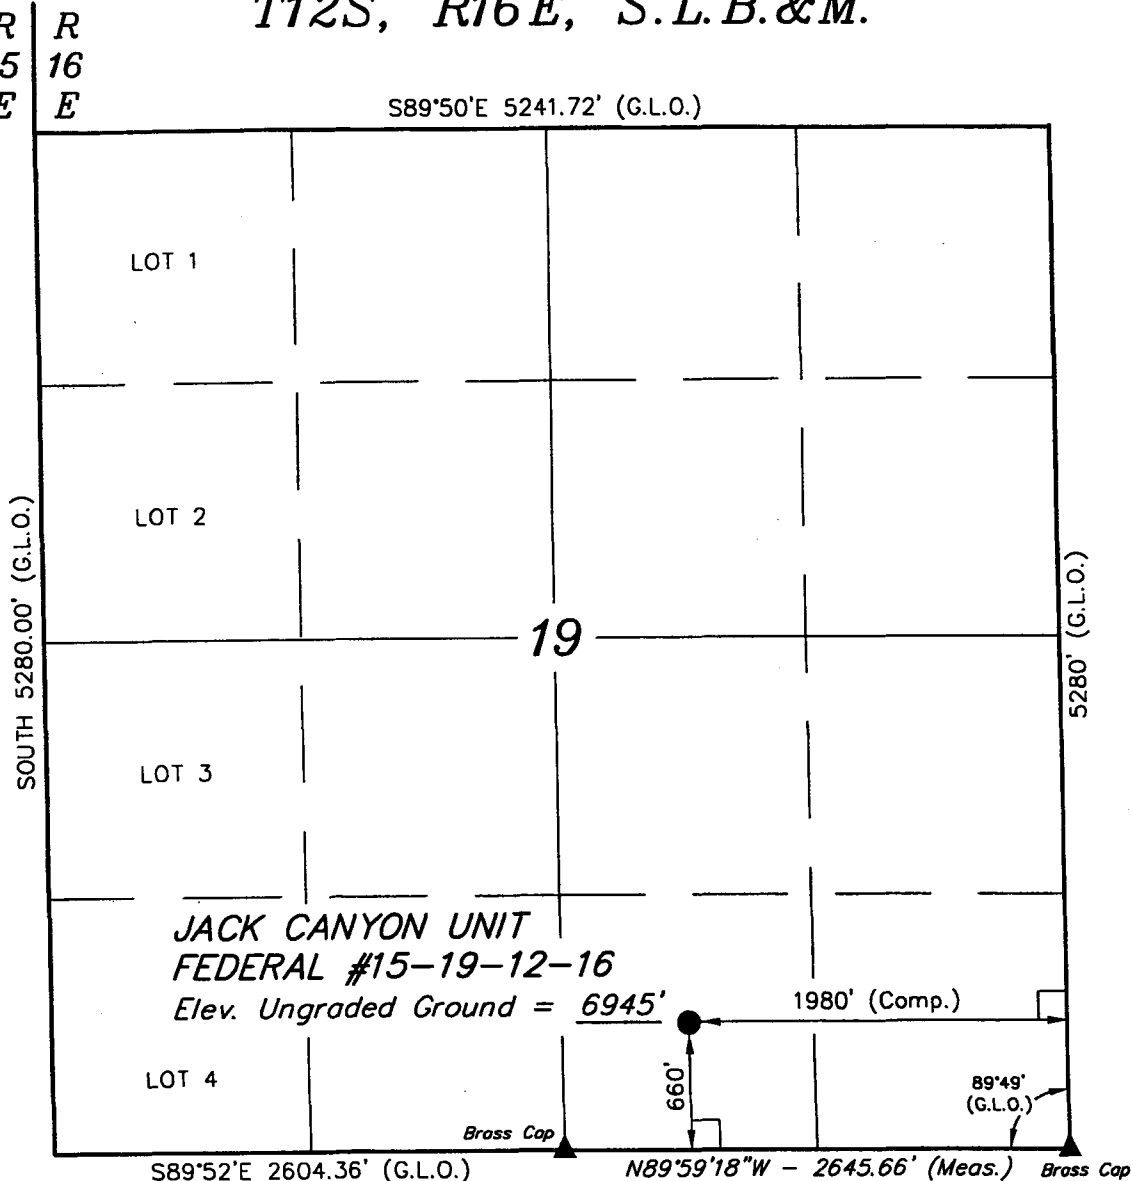 T12S, R16E, S.L.B.&M.
R
5
E
R
16
E
S89°50'E 5241.72' (G.L.O.)
LOT 1
LOT 2
SOUTH 5280.00' (G.L.O.)
5280' (G.L.O.)
19
LOT 3
JACK CANYON UNIT
FEDERAL #15-19-12-16
Elev. Ungraded Ground = 6945'
1980' (Comp.)
660'
LOT 4
89°49'
(G.L.O.)
Brass Cap
S89°52'E 2604.36' (G.L.O.)
N89°59'18"W - 2645.66' (Meas.)
Brass Cap